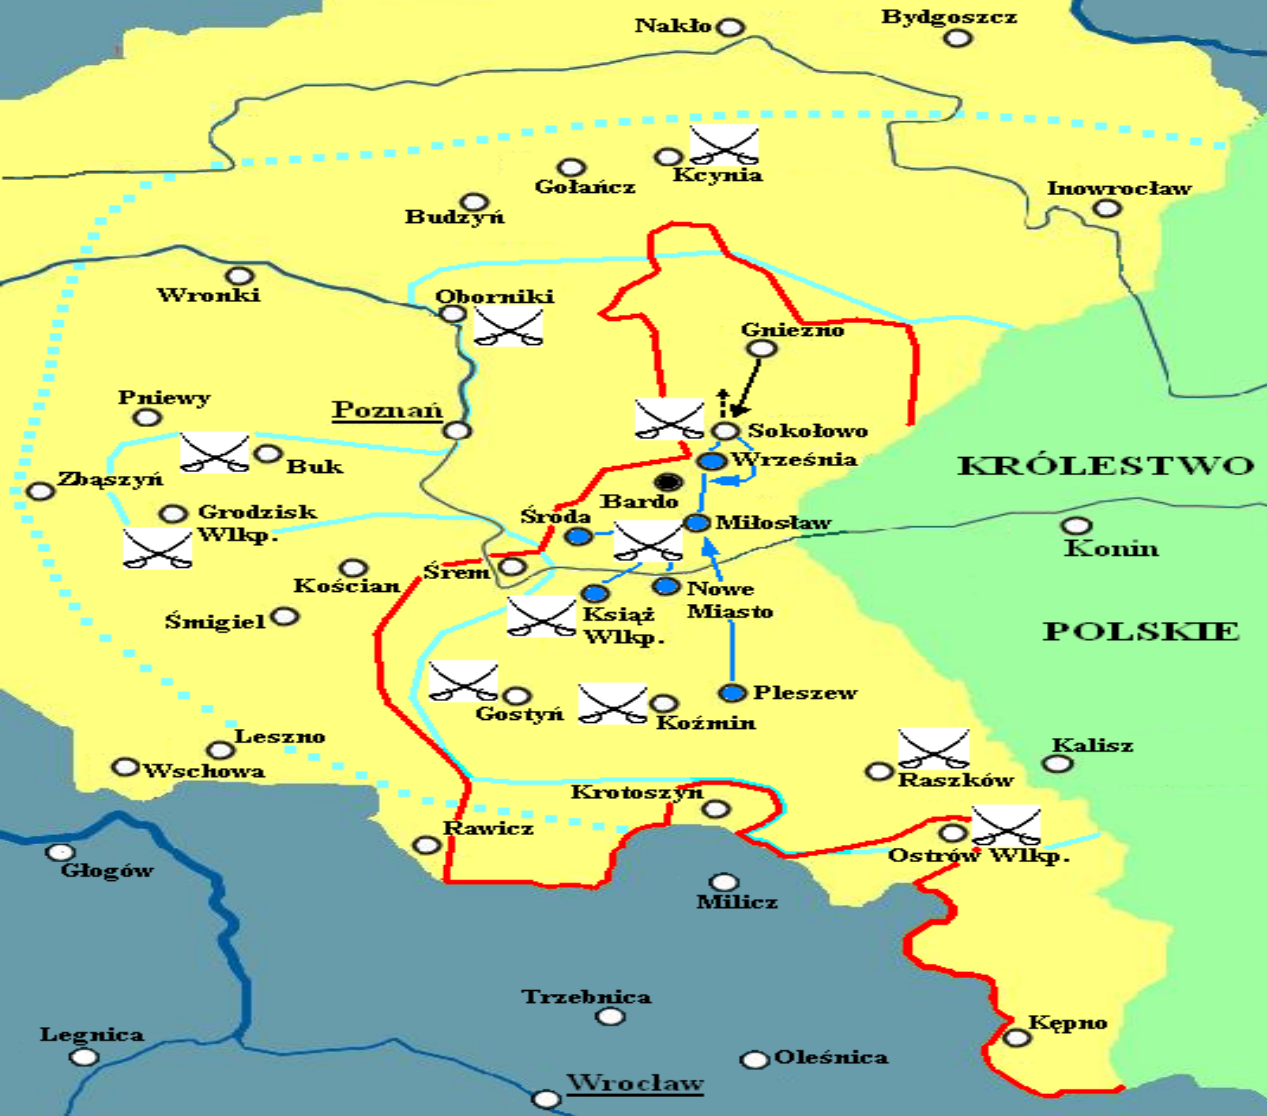 Nakło
Bydgoszcz
Kcynia
Gołańcz
Budzyń
Inowrocław
Wronki
Oborniki
Gniezno
Pniewy
Poznań
Sokołowo
Buk
Września
KRÓLESTWO
Zbąszyń
Bardo
Grodzisk
Wlkp.
Środa
Miłosław
Konin
Kościan
Śrem
Nowe
Miasto
Śmigiel
Książ
Wlkp.
POLSKIE
Pleszew
Gostyń
Koźmin
Leszno
Wschowa
Kalisz
Raszków
Krotoszyn
Rawicz
Ostrów Wlkp.
Głogów
Milicz
Trzebnica
Kępno
Legnica
Oleśnica
Wrocław